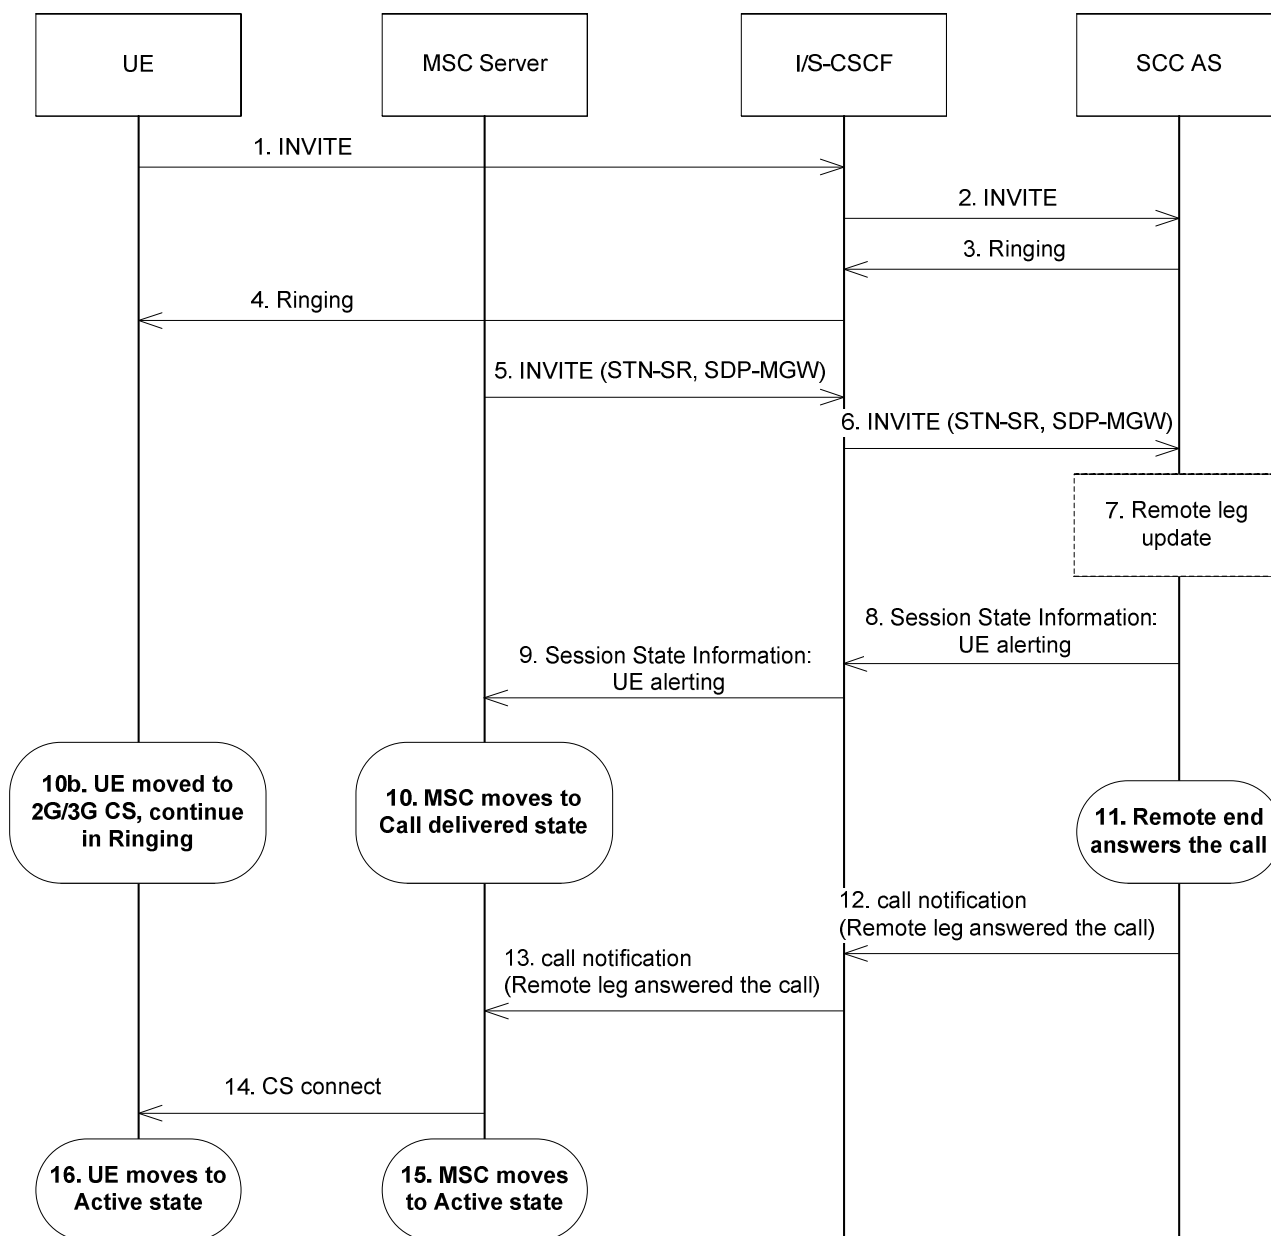 UE
MSC Server
I/S-CSCF
SCC AS
1. INVITE
2. INVITE
3. Ringing
4. Ringing
5. INVITE (STN-SR, SDP-MGW)
6. INVITE (STN-SR, SDP-MGW)
7. Remote leg
update
8. Session State Information:
UE alerting
9. Session State Information:
UE alerting
10b. UE moved to
2G/3G CS, continue
in Ringing
10. MSC moves to
Call delivered state
11. Remote end
answers the call
12. call notification
(Remote leg answered the call)
13. call notification
(Remote leg answered the call)
14. CS connect
16. UE moves to
Active state
15. MSC moves
to Active state